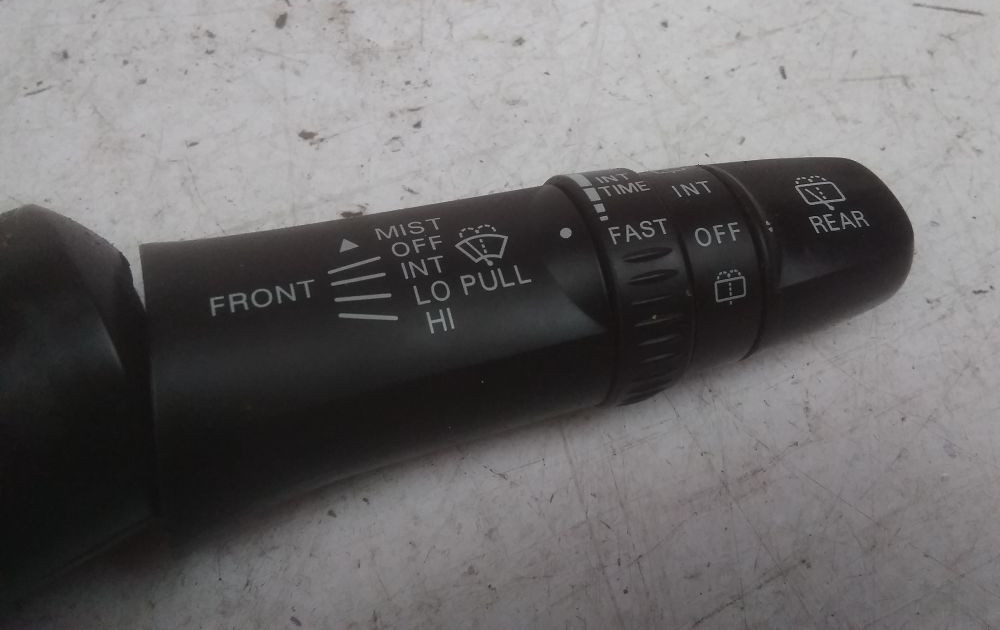 FRONT
MIST
OFF
INT
LO
HI
PULL
INT
TIME
FAST
INT
OFF
REAR